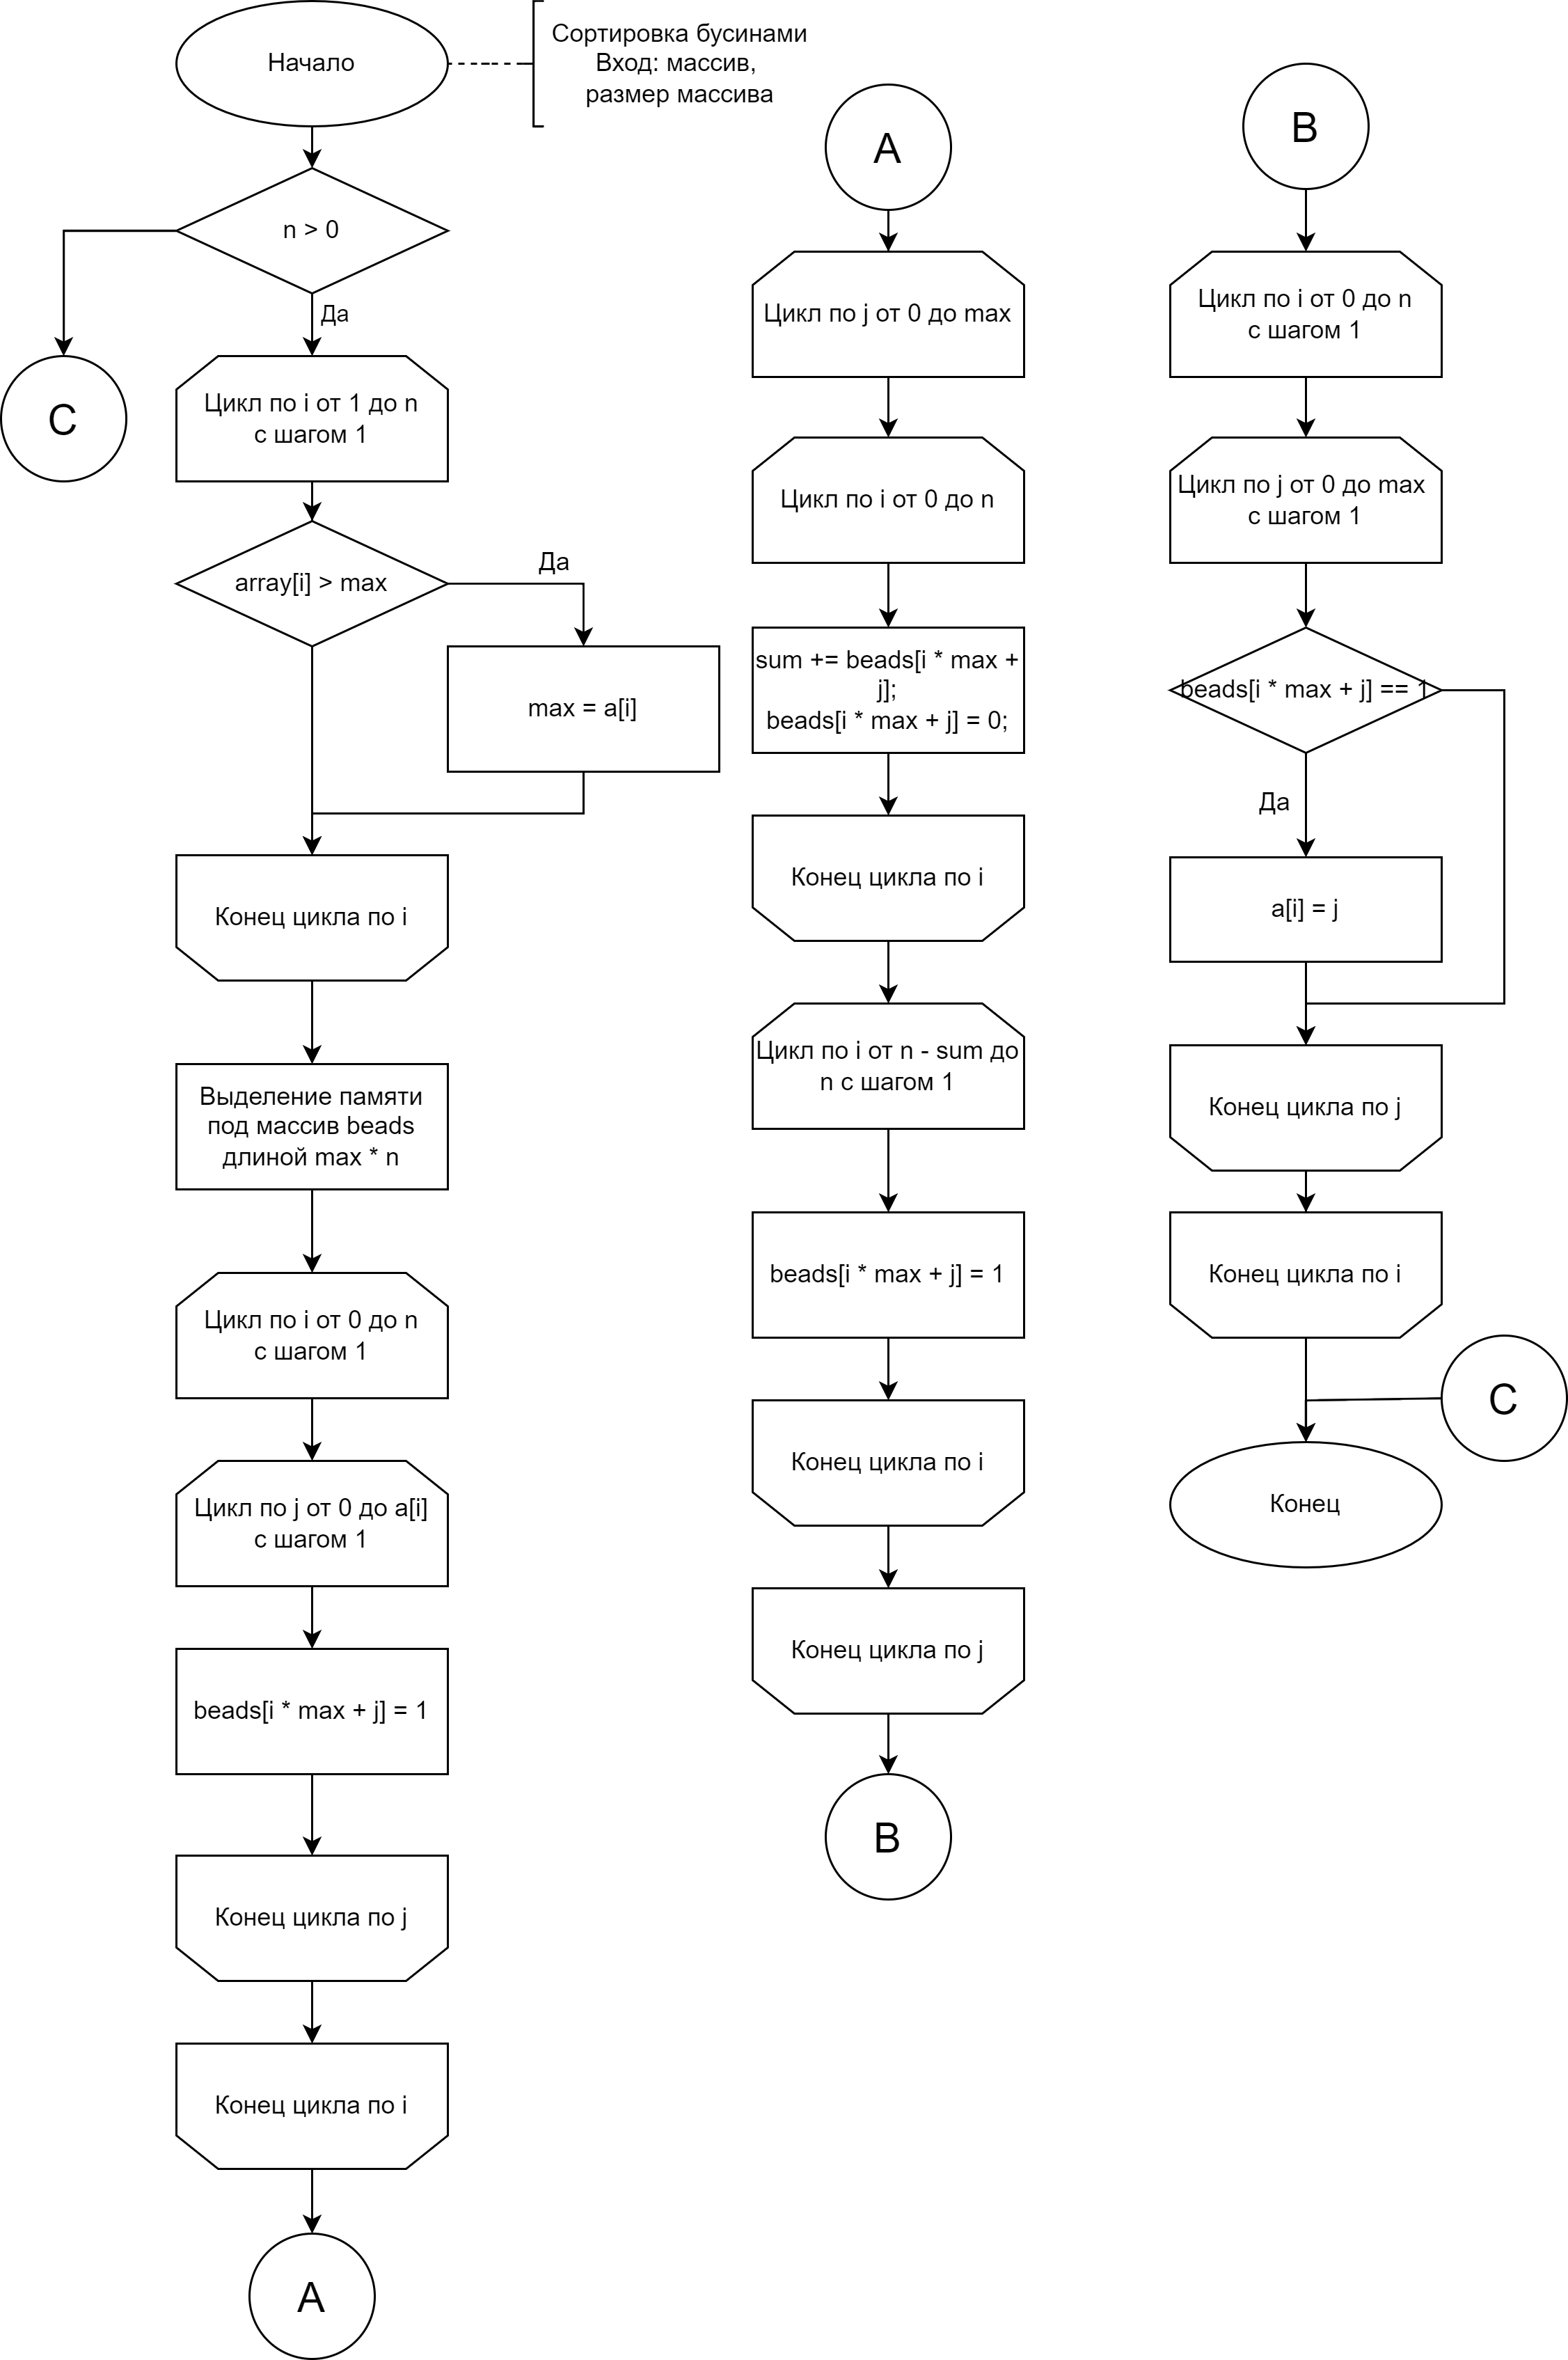 Начало
Сортировка бусинами
Вход: массив,
размер массива
n > 0
Да
C
Цикл по i от 1 до n
с шагом 1
array[i] > max
Да
max = a[i]
Конец цикла по i
Выделение памяти
под массив beads
длиной max * n
Цикл по i от 0 до n
с шагом 1
Цикл по j от 0 до a[i]
с шагом 1
beads[i * max + j] = 1
Конец цикла по j
Конец цикла по i
A
A
Цикл по j от 0 до max
Цикл по i от 0 до n
sum += beads[i * max +
j];
beads[i * max + j] = 0;
Конец цикла по i
Цикл по i от n - sum до
n с шагом 1
beads[i * max + j] = 1
Конец цикла по i
Конец цикла по j
B
B
Цикл по i от 0 до n
с шагом 1
Цикл по j от 0 до max
с шагом 1
beads[i * max + j] == 1
Да
a[i] = j
Конец цикла по j
Конец цикла по i
C
Конец